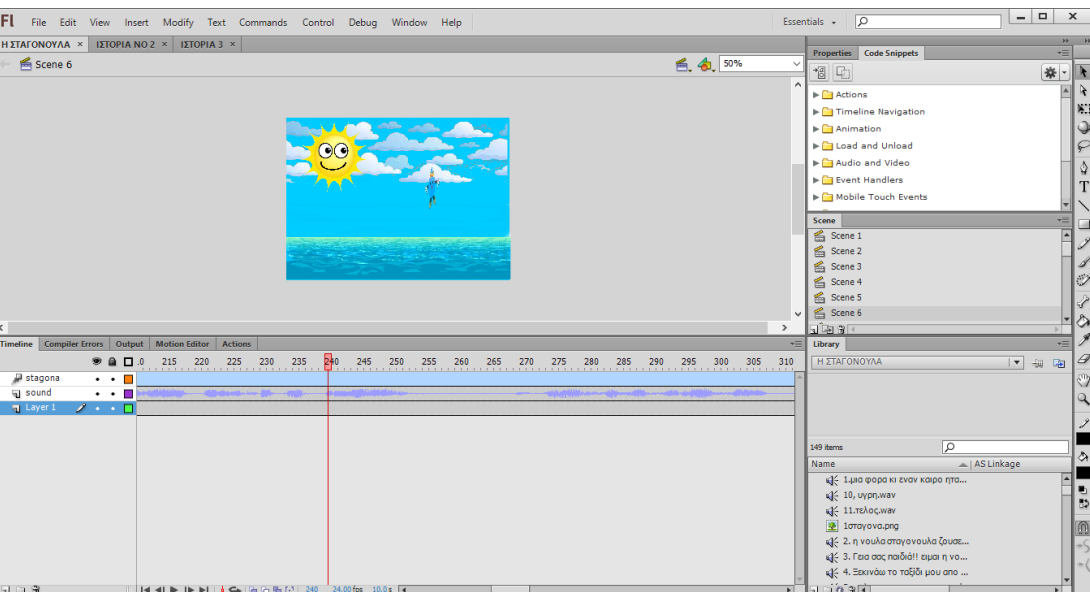 Fl File Edit View Insert Modify Text Commands Control Debug Window Help Essentials
Η ΣΤΑΓΟΝΟΥΛΑ × ΙΣΤΟΡΙΑ ΝΟ 2 × ΙΣΤΟΡΙΑ 3 ×
Scene 6 50%
Properties Code Snippets
Actions
Timeline Navigation
Animation
Load and Unload
Audio and Video
Event Handlers
Mobile Touch Events
Scene
Scene 1
Scene 2
Scene 3
Scene 4
Scene 5
Scene 6
Timeline Compiler Errors Output Motion Editor Actions
215 220 225 230 235 240 245 250 255 260 265 270 275 280 285 290 295 300 305 310
stagona
sound
Layer 1
240 24.00 fps 10.0 s
Library
Η ΣΤΑΓΟΝΟΥΛΑ
149 items
Name AS Linkage
1.μια φορα κι εναν καιρο ητα...
10, υγρη.wav
11.τελος.wav
1σταγονα.png
2. η νουλα σταγονουλα ζουσε...
3. Γεια σας παιδιά!! ειμαι η νο...
4. Ξεκινάω το ταξίδι μου απο ...